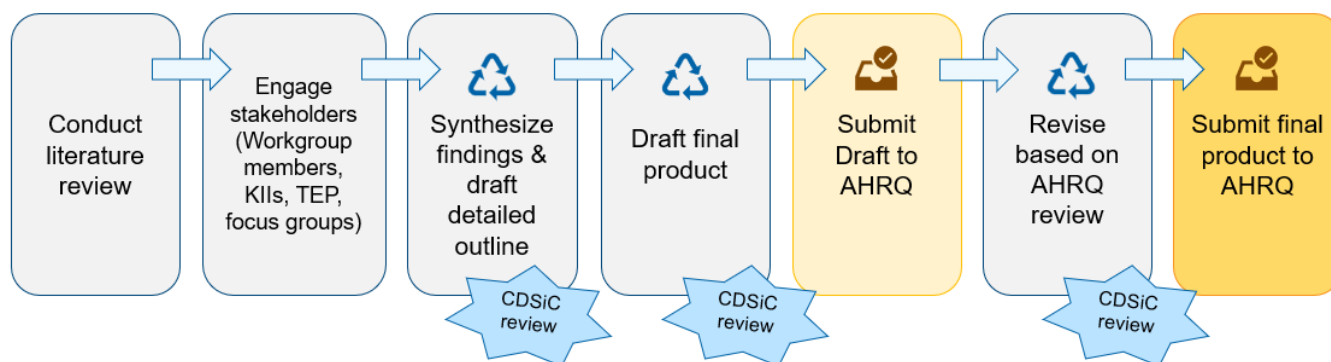 Conduct
literature
review
Engage
stakeholders
(Workgroup
members,
KIIs, TEP,
focus groups)
Synthesize
findings &
draft
detailed
outline
CDSiC
review
Draft final
product
CDSiC
review
Submit
Draft to
AHRQ
Revise
based on
AHRQ
review
CDSiC
review
Submit final
product to
AHRQ